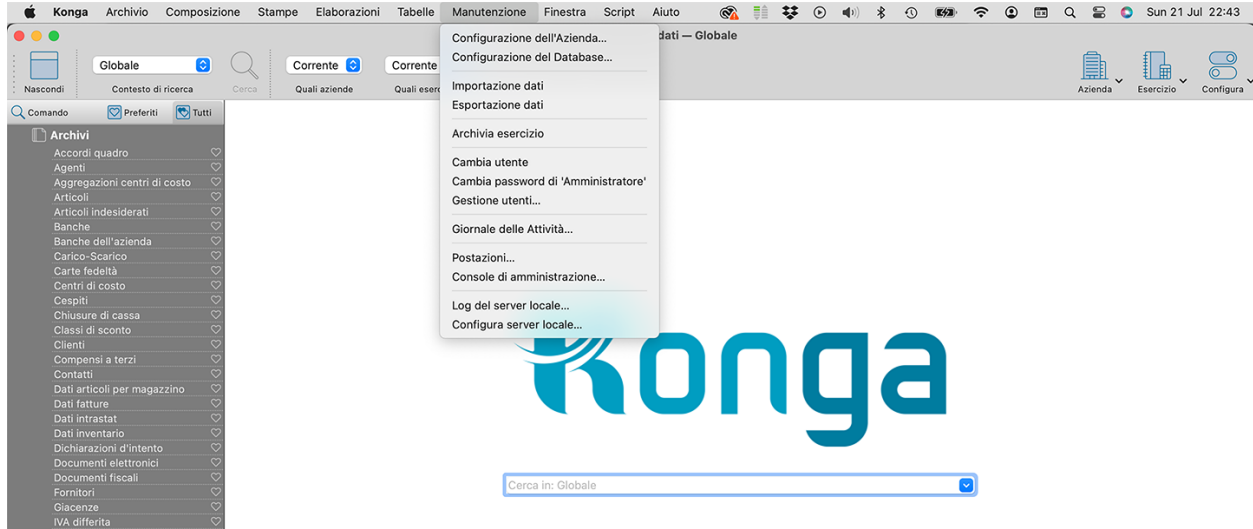 Konga Archivio Composizione Stampe Elaborazioni Tabelle Manutenzione Finestra Script Aiuto Sun 21 Jul 22:43
dati — Globale
Globale
Corrente
Corrente
Nascondi
Contesto di ricerca
Cerca
Quali aziende
Quali eserc
Azienda
Esercizio
Configura
Configurazione dell'Azienda...
Configurazione del Database...
Importazione dati
Esportazione dati
Archivia esercizio
Cambia utente
Cambia password di 'Amministratore'
Gestione utenti...
Giornale delle Attività...
Postazioni...
Console di amministrazione...
Log del server locale...
Configura server locale...
Comando
Preferiti
Tutti
Archivi
Accordi quadro
Agenti
Aggregazioni centri di costo
Articoli
Articoli indesiderati
Banche
Banche dell'azienda
Carico-Scarico
Carte fedeltà
Centri di costo
Cespiti
Chiusure di cassa
Classi di sconto
Clienti
Compensi a terzi
Contatti
Dati articoli per magazzino
Dati fatture
Dati intrastat
Dati inventario
Dichiarazioni d'intento
Documenti elettronici
Documenti fiscali
Fornitori
Giacenze
IVA differita
Konga
Cerca in: Globale